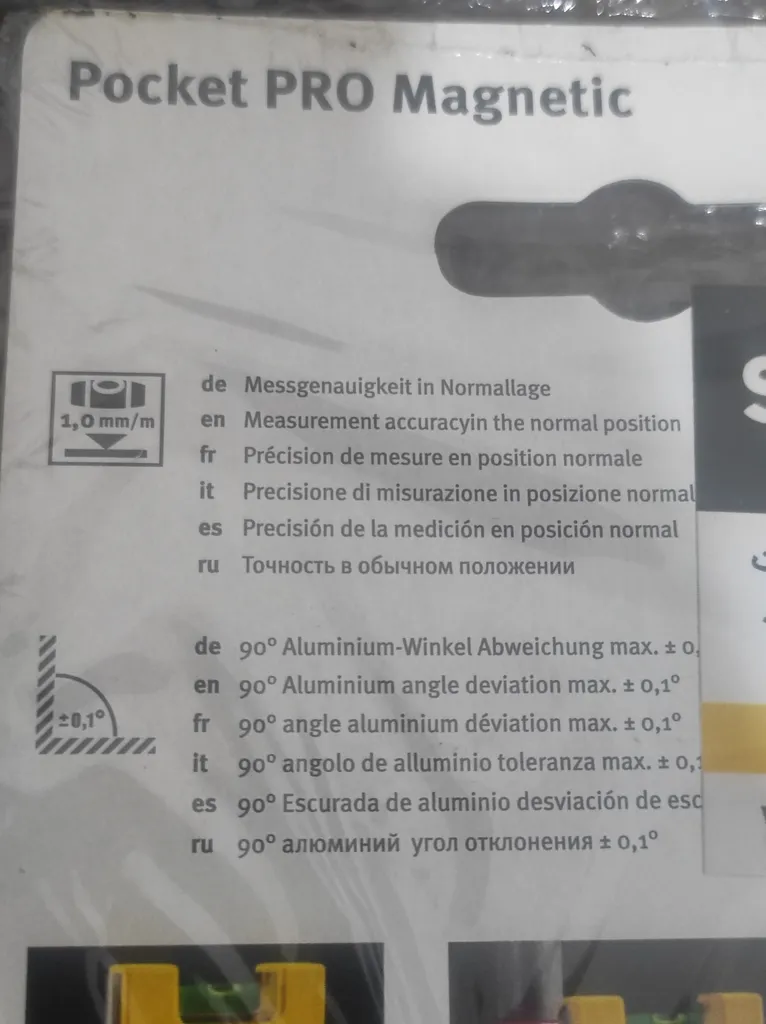 Pocket PRO Magnetic
1,0 mm/m
de Messgenauigkeit in Normallage
en Measurement accuracyin the normal position
fr Précision de mesure en position normale
it Precisione di misurazione in posizione normal
es Precisión de la medición en posición normal
ru Точность в обычном положении
±0,1°
de 90° Aluminium-Winkel Abweichung max. ± 0,
en 90° Aluminium angle deviation max. ± 0,1°
fr 90° angle aluminium déviation max. ± 0,1°
it 90° angolo de alluminio toleranza max. ± 0,1
es 90° Escurada de aluminio desviación de esc
ru 90° алюминий угол отклонения ± 0,1°